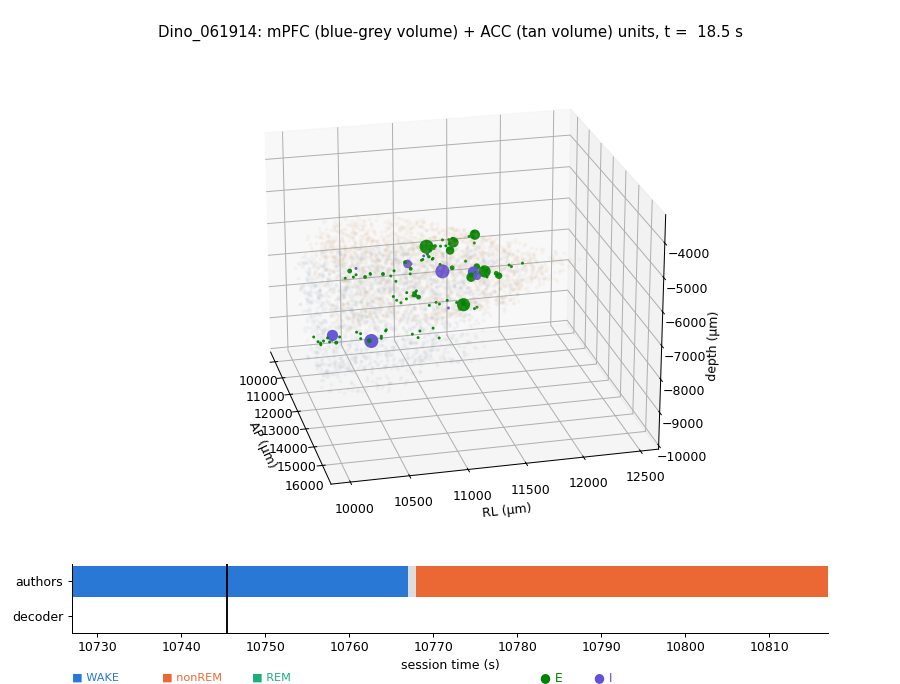 Dino_061914: mPFC (blue-grey volume) + ACC (tan volume) units, t =  18.5 s
−4000
−5000
−6000
−7000
−8000
−9000
−10000
depth (μm)
10000
11000
12000
13000
14000
15000
16000
AP (μm)
10000
10500
11000
11500
12000
12500
RL (μm)
authors
decoder
10730
10740
10750
10760
10770
10780
10790
10800
10810
session time (s)
WAKE
nonREM
REM
E
I